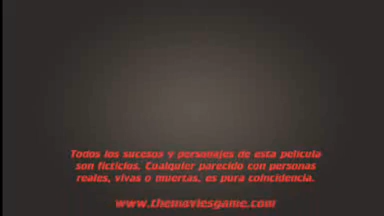 Todos los sucesos y personajes de esta película
son ficticios. Cualquier parecido con personas
reales, vivas o muertas, es pura coincidencia.
www.themoviesgame.com